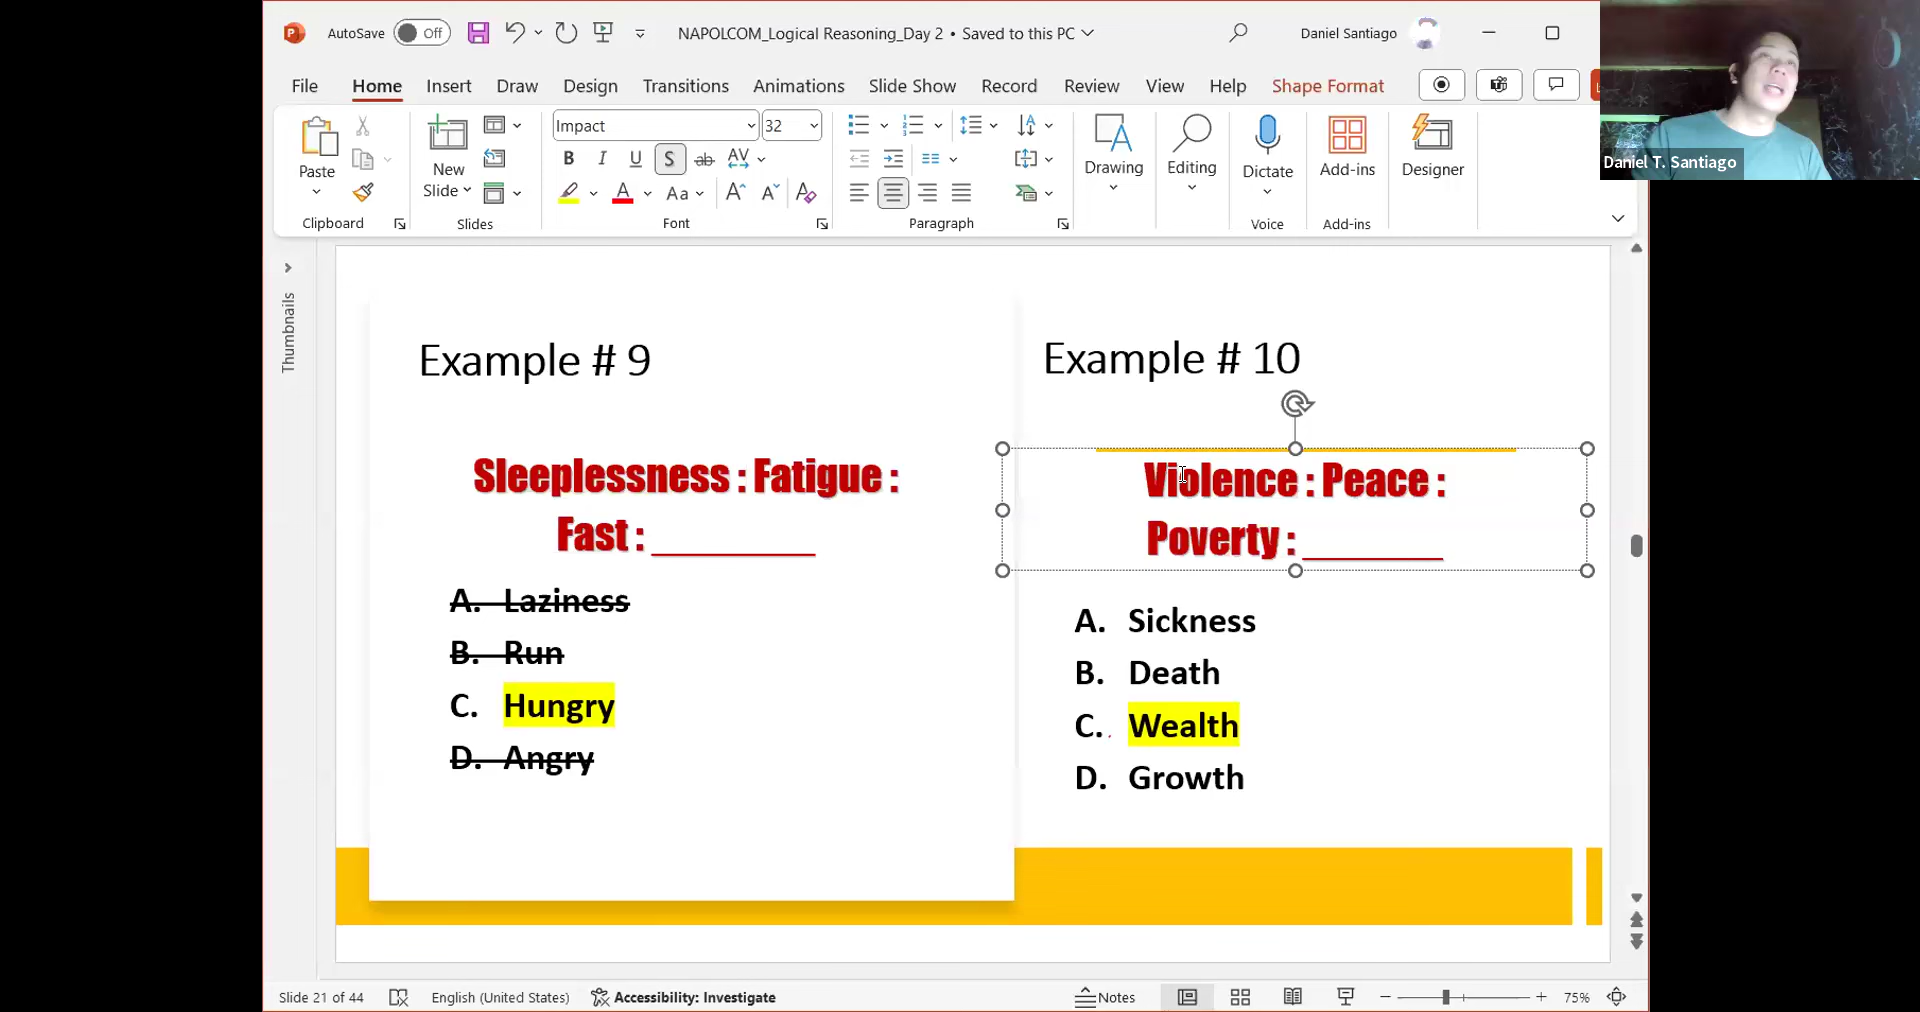 AutoSave Off NAPOLCOM_Logical Reasoning_Day 2 • Saved to this PC Daniel Santiago
File Home Insert Draw Design Transitions Animations Slide Show Record Review View Help Shape Format
Daniel T. Santiago
Paste
New
Slide
Impact 32
Drawing
Editing
Dictate
Add-ins
Designer
Clipboard Slides Font Paragraph Voice Add-ins
Thumbnails
Example # 9
Sleeplessness : Fatigue :
Fast : __________
A. Laziness
B. Run
C. Hungry
D. Angry
Example # 10
Violence : Peace :
Poverty : _________
A. Sickness
B. Death
C. Wealth
D. Growth
Slide 21 of 44 English (United States) Accessibility: Investigate Notes 75%